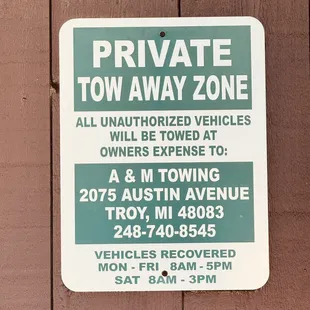 PRIVATE
TOW AWAY ZONE
ALL UNAUTHORIZED VEHICLES
WILL BE TOWED AT
OWNERS EXPENSE TO:
A & M TOWING
2075 AUSTIN AVENUE
TROY, MI 48083
248-740-8545
VEHICLES RECOVERED
MON - FRI 8AM - 5PM
SAT 8AM - 3PM